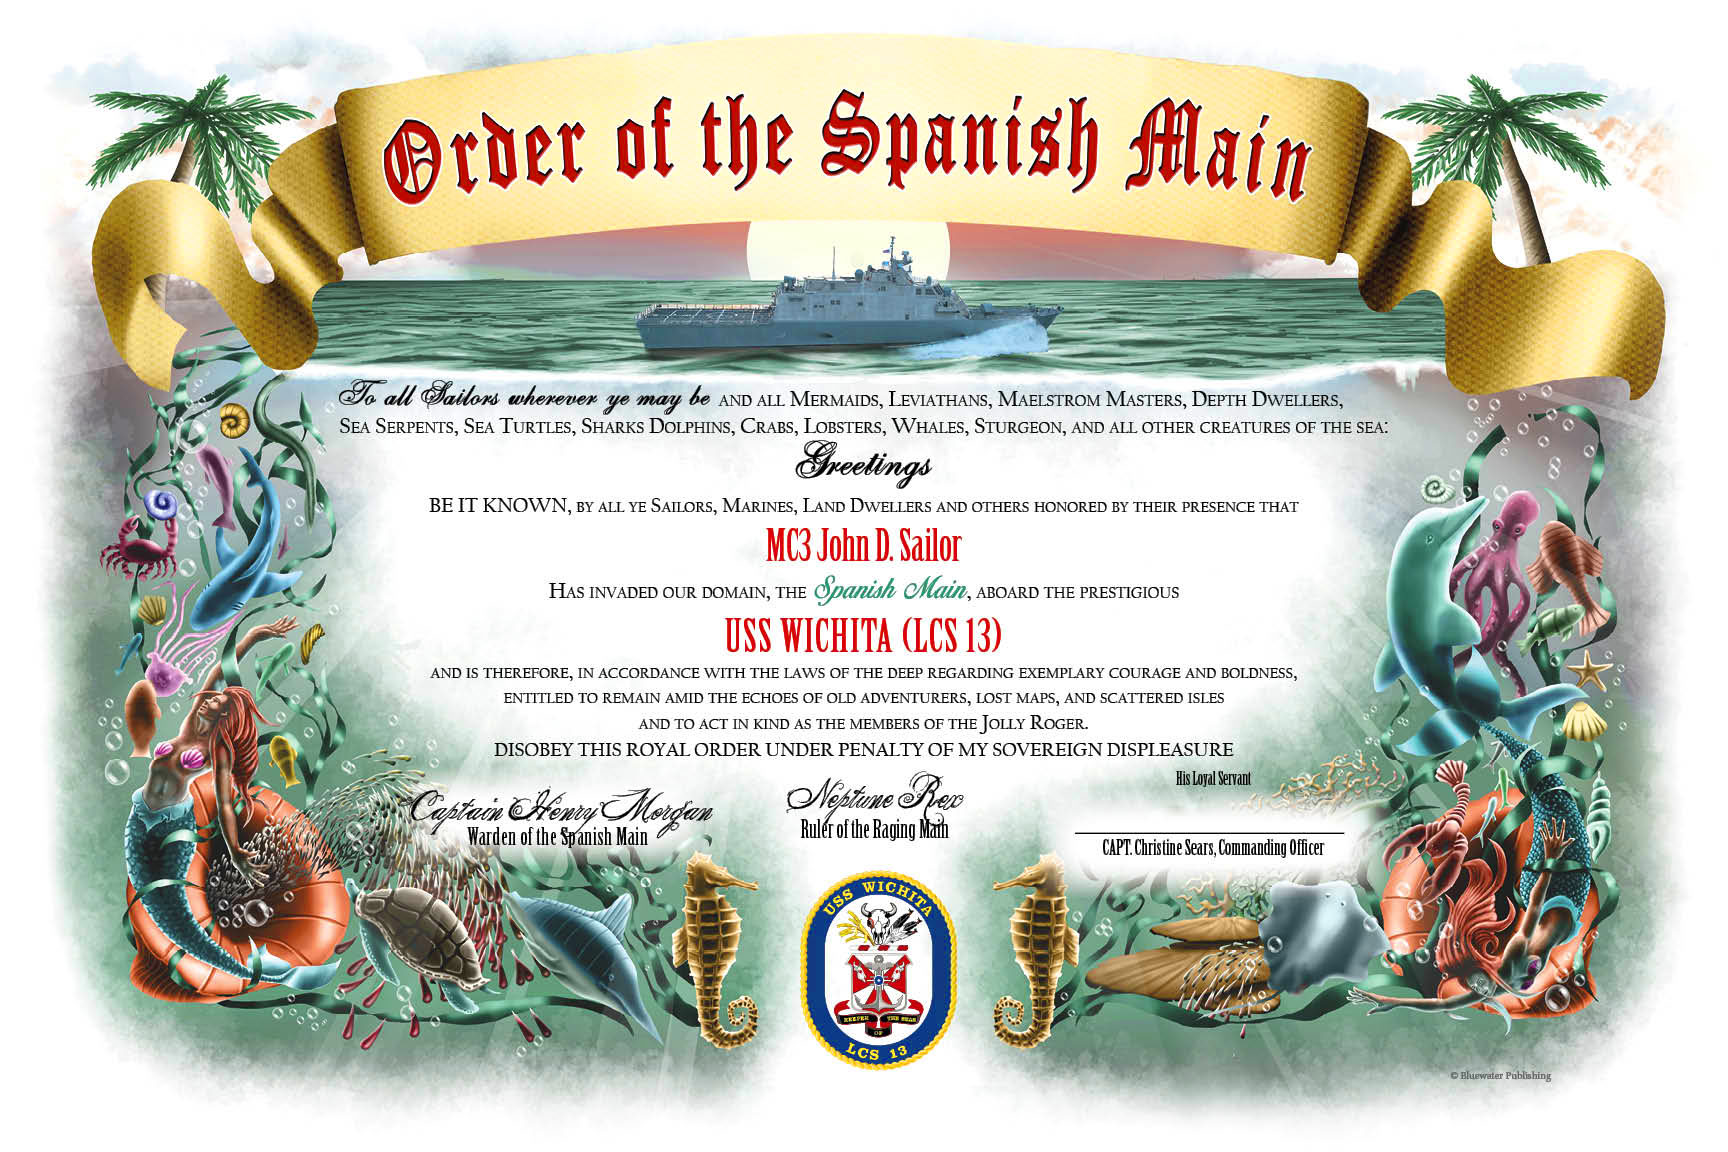 Order of the Spanish Main
To all Sailors wherever ye may be and all Mermaids, Leviathans, Maelstrom Masters, Depth Dwellers,
Sea Serpents, Sea Turtles, Sharks Dolphins, Crabs, Lobsters, Whales, Sturgeon, and all other creatures of the sea:
Greetings
BE IT KNOWN, by all ye Sailors, Marines, Land Dwellers and others honored by their presence that
MC3 John D. Sailor
Has invaded our domain, the Spanish Main, aboard the prestigious
USS WICHITA (LCS 13)
and is therefore, in accordance with the laws of the deep regarding exemplary courage and boldness,
entitled to remain amid the echoes of old adventurers, lost maps, and scattered isles
and to act in kind as the members of the Jolly Roger.
DISOBEY THIS ROYAL ORDER UNDER PENALTY OF MY SOVEREIGN DISPLEASURE
Captain Henry Morgan
Warden of the Spanish Main
Neptune Rex
Ruler of the Raging Main
His Loyal Servant
CAPT. Christine Sears, Commanding Officer
USS WICHITA
KEEPER OF THE SEAS
LCS 13
© Bluewater Publishing